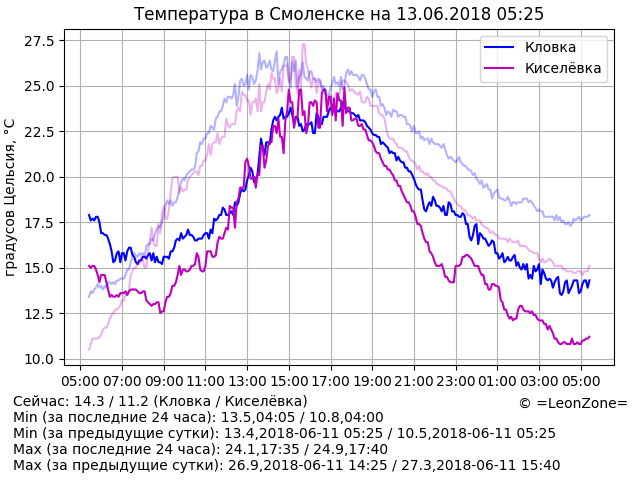 Температура в Смоленске на 13.06.2018 05:25
27.5
25.0
22.5
20.0
17.5
15.0
12.5
10.0
градусов Цельсия, °C
Кловка
Киселёвка
05:00 07:00 09:00 11:00 13:00 15:00 17:00 19:00 21:00 23:00 01:00 03:00 05:00
Сейчас: 14.3 / 11.2 (Кловка / Киселёвка)
© =LeonZone=
Min (за последние 24 часа): 13.5,04:05 / 10.8,04:00
Min (за предыдущие сутки): 13.4,2018-06-11 05:25 / 10.5,2018-06-11 05:25
Max (за последние 24 часа): 24.1,17:35 / 24.9,17:40
Max (за предыдущие сутки): 26.9,2018-06-11 14:25 / 27.3,2018-06-11 15:40